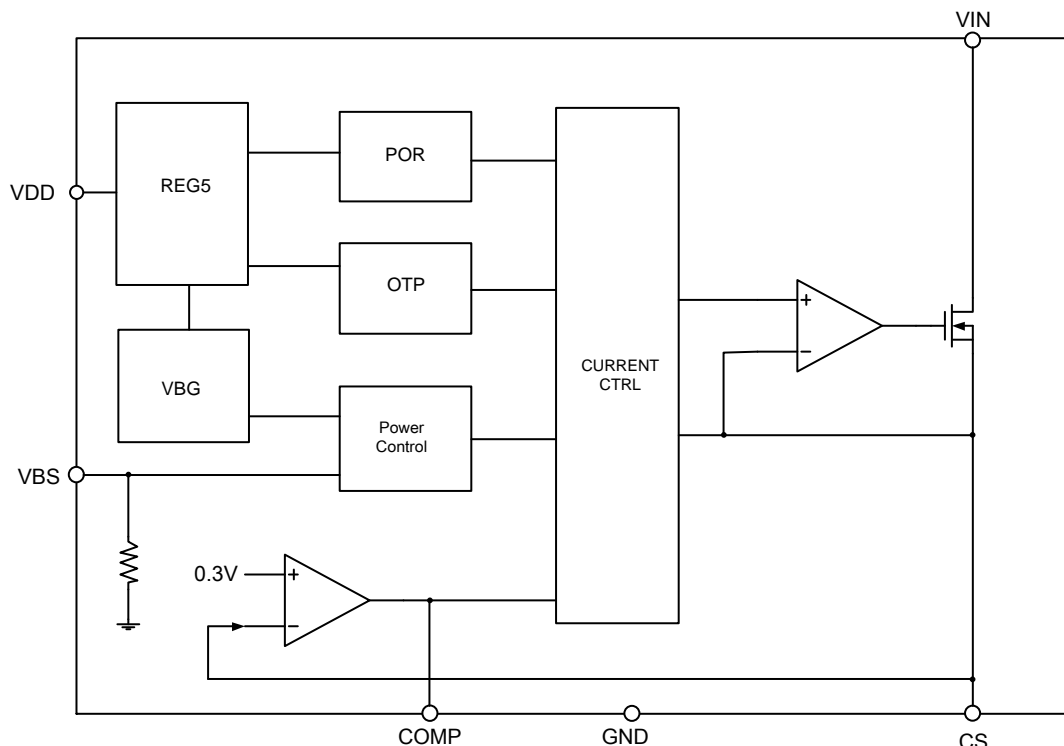 VIN
REG5
POR
VDD
OTP
+
−
VBG
CURRENT
CTRL
Power
Control
VBS
0.3V
+
−
COMP
GND
CS